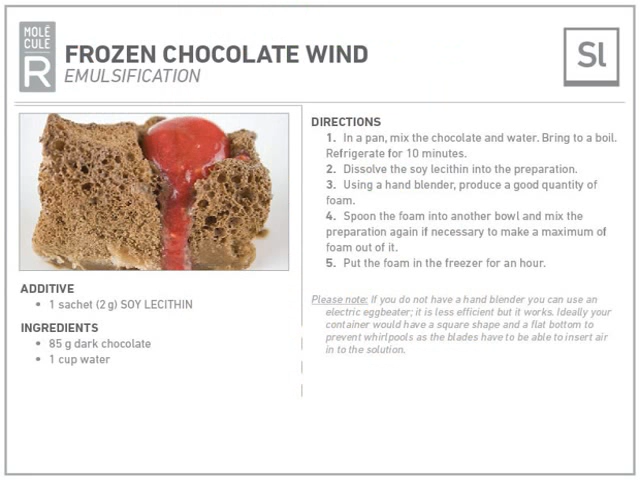 MOLÉ
CULE
R
FROZEN CHOCOLATE WIND
EMULSIFICATION
Sl
ADDITIVE
• 1 sachet (2 g) SOY LECITHIN
INGREDIENTS
• 85 g dark chocolate
• 1 cup water
DIRECTIONS
1. In a pan, mix the chocolate and water. Bring to a boil.
Refrigerate for 10 minutes.
2. Dissolve the soy lecithin into the preparation.
3. Using a hand blender, produce a good quantity of
foam.
4. Spoon the foam into another bowl and mix the
preparation again if necessary to make a maximum of
foam out of it.
5. Put the foam in the freezer for an hour.
Please note: If you do not have a hand blender you can use an
electric eggbeater; it is less efficient but it works. Ideally your
container would have a square shape and a flat bottom to
prevent whirlpools as the blades have to be able to insert air
in to the solution.